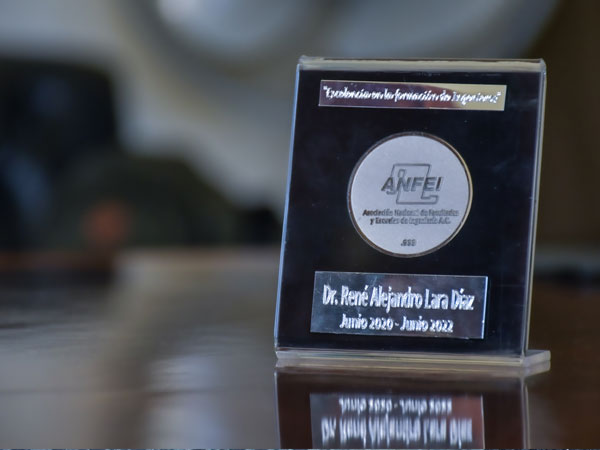 "Excelencia en la formación de Ingenieros"
ANFEI
Asociación Nacional de Facultades
y Escuelas de Ingeniería A.C.
Dr. René Alejandro Lara Díaz
Junio 2020 - Junio 2022